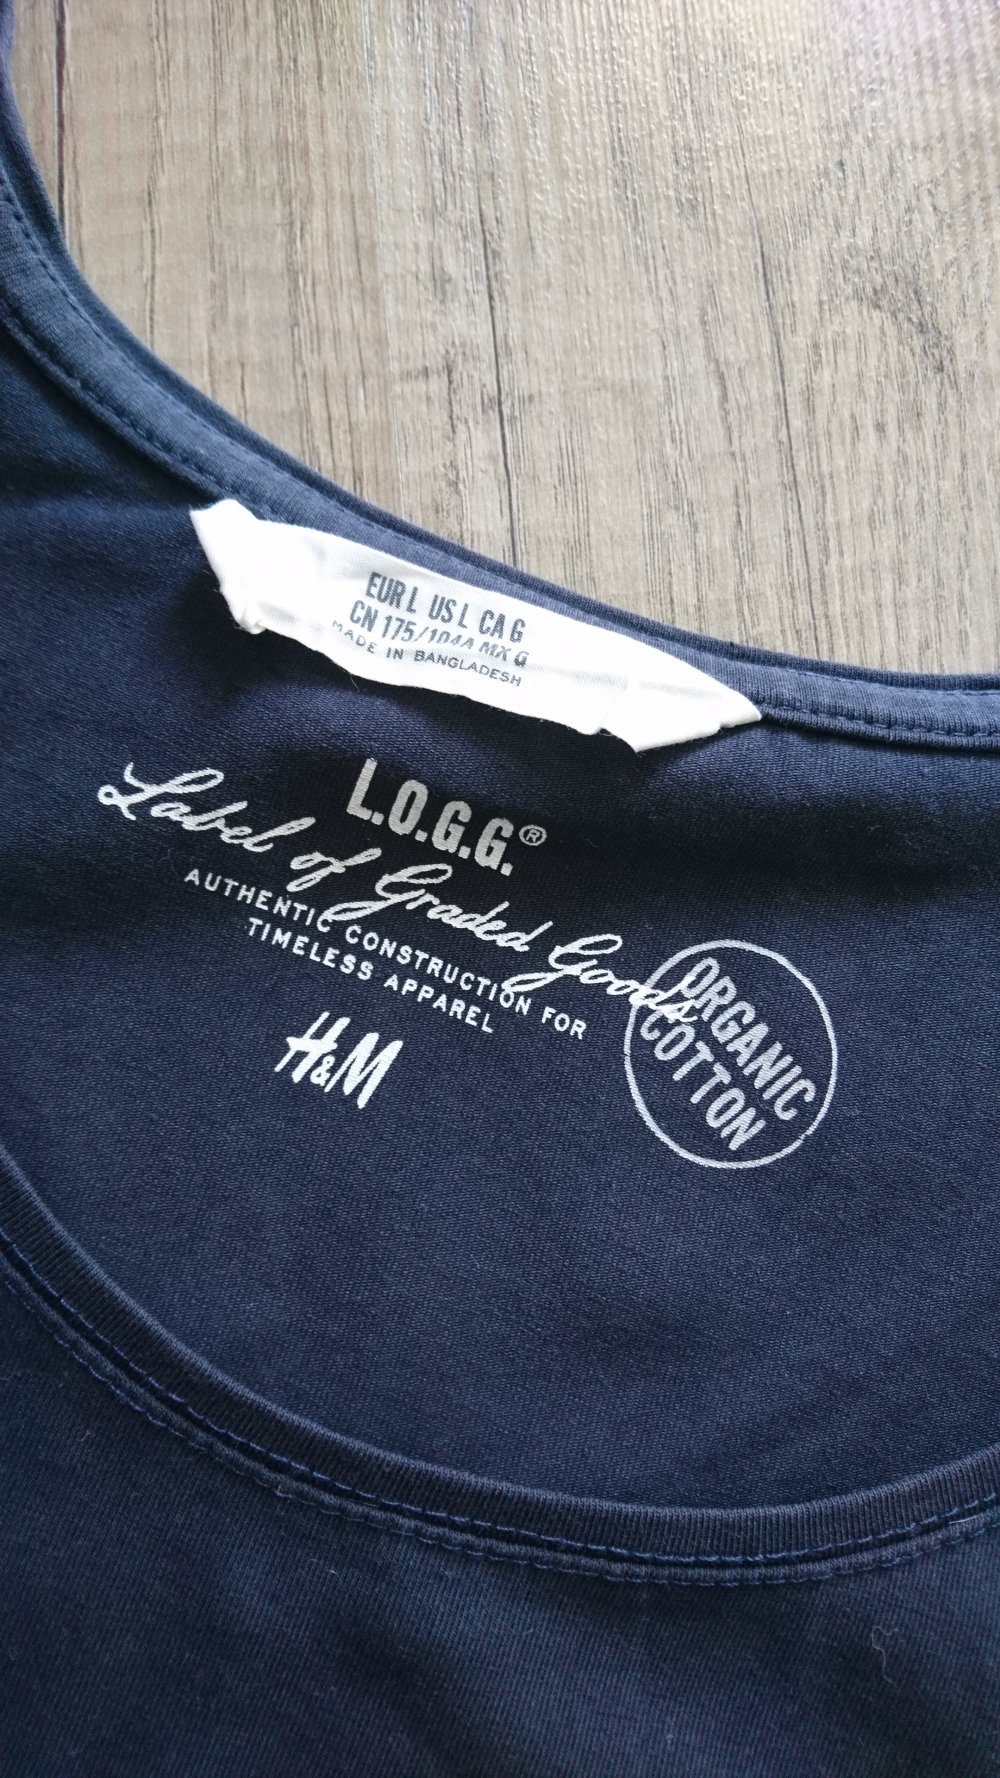 EUR L US L CA G
CN 175/104A MX G
MADE IN BANGLADESH
L.O.G.G.®
Label of Graded Goods
AUTHENTIC CONSTRUCTION FOR
TIMELESS APPAREL
H&M
ORGANIC
COTTON